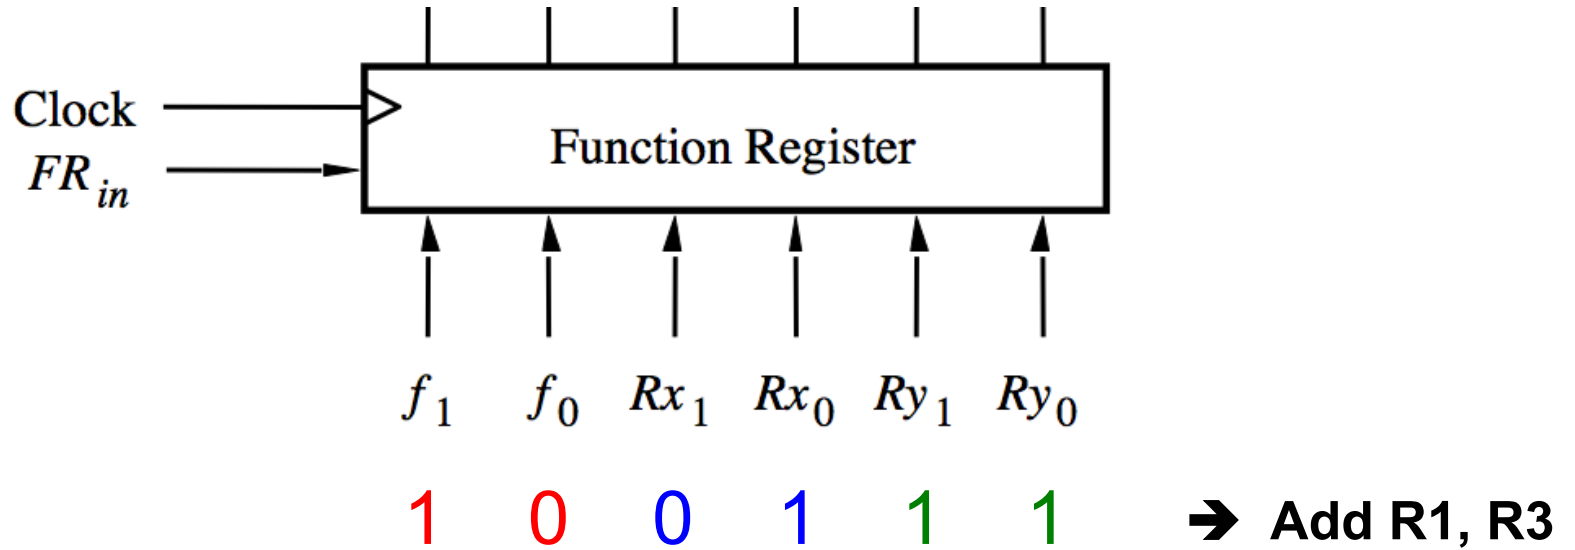 Clock
Function Register
FR in
f 1 f 0 Rx 1 Rx 0 Ry 1 Ry 0
1 0 0 1 1 1 ➔ Add R1, R3